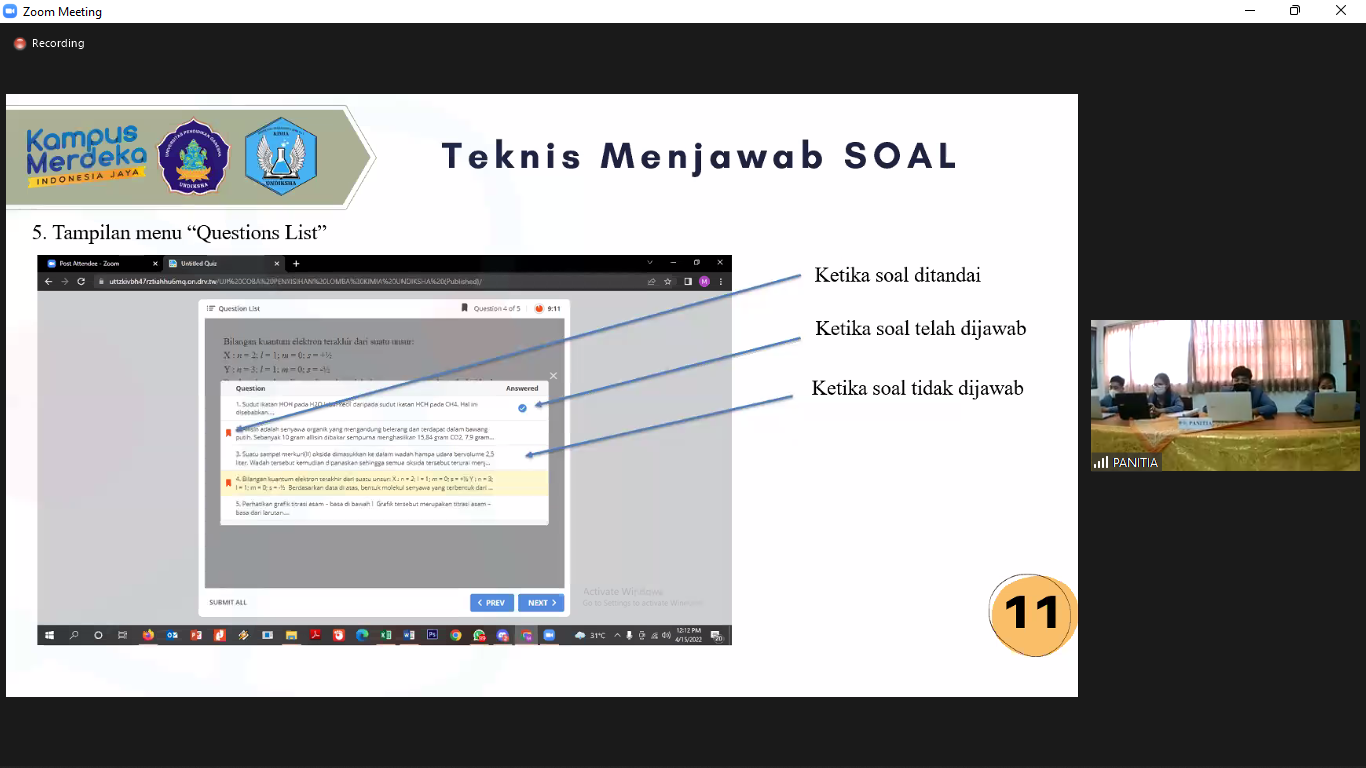 Zoom Meeting
Recording
Kampus
Merdeka
INDONESIA JAYA
UNIVERSITAS PENDIDIKAN GANESHA
UNDIKSHA
KIMIA
UNDIKSHA
Teknis Menjawab SOAL
5. Tampilan menu “Questions List”
Post Attendee - Zoom
Untitled Quiz
Question List
Question 4 of 5
9:11
Bilangan kuantum elektron terakhir dari suatu unsur:
X : n = 2; l = 1; m = 0; s = +½
Y : n = 3; l = 1; m = 0; s = -½
Question
Answered
1. Sudut ikatan HOH pada H2O lebih kecil daripada sudut ikatan HCH pada CH4. Hal ini
disebabkan....
adalah senyawa organik yang mengandung belerang dan terdapat dalam bawang
putih. Sebanyak 10 gram allisin dibakar sempurna menghasilkan 15,84 gram CO2, 7,9 gram...
3. Suatu sampel merkuri(II) oksida dimasukkan ke dalam wadah hampa udara bervolume 2,5
liter. Wadah tersebut kemudian dipanaskan sehingga semua oksida tersebut terurai menj...
4. Bilangan kuantum elektron terakhir dari suatu unsur: X : n = 2; l = 1; m = 0; s = +½ Y : n = 3;
l = 1; m = 0; s = -½ Berdasarkan data di atas, bentuk molekul senyawa yang terbentuk dari ...
5. Perhatikan grafik titrasi asam – basa di bawah! Grafik tersebut merupakan titrasi asam –
basa dari larutan....
SUBMIT ALL
PREV
NEXT
Activate Windows
Go to Settings to activate Windows.
31°C
12:12 PM
4/15/2022
Ketika soal ditandai
Ketika soal telah dijawab
Ketika soal tidak dijawab
11
PANITIA
PANITIA